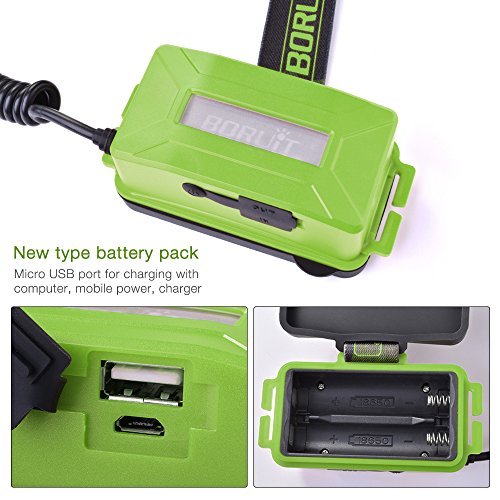 BORUIT
BORUIT
New type battery pack
Micro USB port for charging with
computer, mobile power, charger
18650
18650